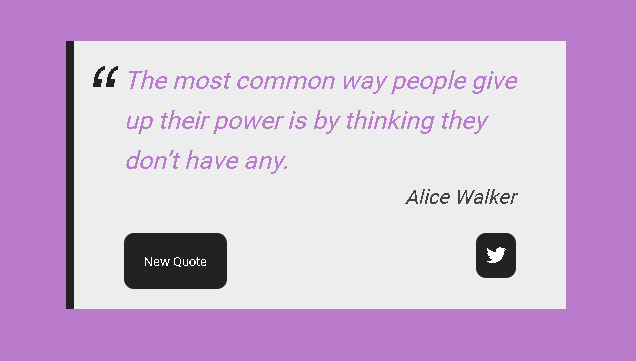 “ The most common way people give
up their power is by thinking they
don’t have any.
Alice Walker
New Quote